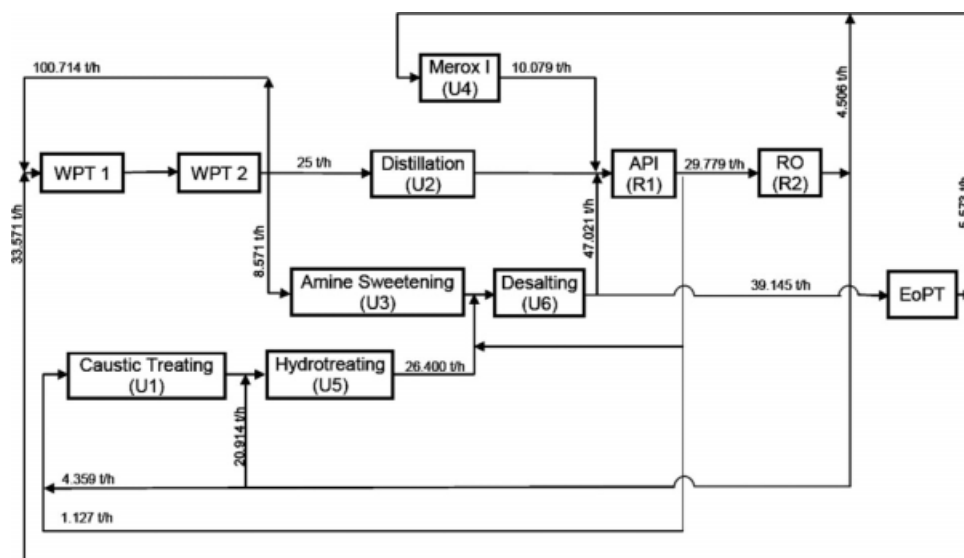 Merox I
(U4)
10.079 t/h
4.506 t/h
100.714 t/h
WPT 1
WPT 2
25 t/h
Distillation
(U2)
API
(R1)
29.779 t/h
RO
(R2)
5.573 t/h
33.571 t/h
8.571 t/h
47.021 t/h
Amine Sweetening
(U3)
Desalting
(U6)
39.145 t/h
EoPT
Caustic Treating
(U1)
Hydrotreating
(U5)
26.400 t/h
20.914 t/h
4.359 t/h
1.127 t/h